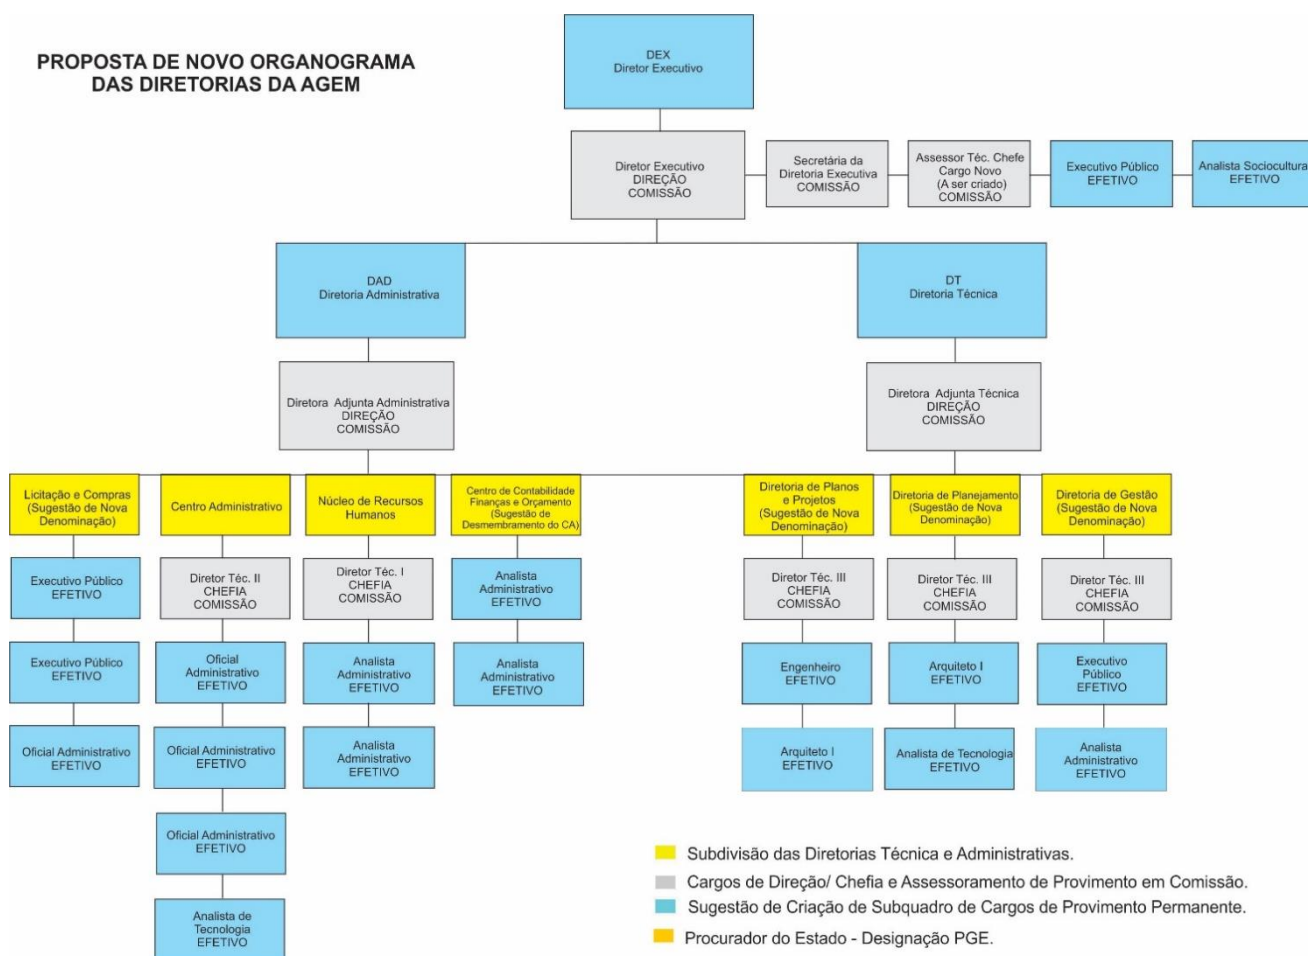 PROPOSTA DE NOVO ORGANOGRAMA
DAS DIRETORIAS DA AGEM
DEX
Diretor Executivo
Diretor Executivo
DIREÇÃO
COMISSÃO
Secretária da
Diretoria Executiva
COMISSÃO
Assessor Téc. Chefe
Cargo Novo
(A ser criado)
COMISSÃO
Executivo Público
EFETIVO
Analista Sociocultura
EFETIVO
DAD
Diretoria Administrativa
DT
Diretoria Técnica
Diretora Adjunta Administrativa
DIREÇÃO
COMISSÃO
Diretora Adjunta Técnica
DIREÇÃO
COMISSÃO
Licitação e Compras
(Sugestão de Nova
Denominação)
Centro Administrativo
Núcleo de Recursos
Humanos
Centro de Contabilidade
Finanças e Orçamento
(Sugestão de
Desmembramento do CA)
Diretoria de Planos
e Projetos
(Sugestão de Nova
Denominação)
Diretoria de Planejamento
(Sugestão de Nova
Denominação)
Diretoria de Gestão
(Sugestão de Nova
Denominação)
Executivo Público
EFETIVO
Diretor Téc. II
CHEFIA
COMISSÃO
Diretor Téc. I
CHEFIA
COMISSÃO
Analista
Administrativo
EFETIVO
Diretor Téc. III
CHEFIA
COMISSÃO
Diretor Téc. III
CHEFIA
COMISSÃO
Diretor Téc. III
CHEFIA
COMISSÃO
Executivo Público
EFETIVO
Oficial
Administrativo
EFETIVO
Analista
Administrativo
EFETIVO
Analista
Administrativo
EFETIVO
Engenheiro
EFETIVO
Arquiteto I
EFETIVO
Executivo
Público
EFETIVO
Oficial Administrativo
EFETIVO
Oficial Administrativo
EFETIVO
Analista
Administrativo
EFETIVO
Arquiteto I
EFETIVO
Analista de Tecnologia
EFETIVO
Analista
Administrativo
EFETIVO
Oficial Administrativo
EFETIVO
Analista de
Tecnologia
EFETIVO
Subdivisão das Diretorias Técnica e Administrativas.
Cargos de Direção/ Chefia e Assessoramento de Provimento em Comissão.
Sugestão de Criação de Subquadro de Cargos de Provimento Permanente.
Procurador do Estado - Designação PGE.